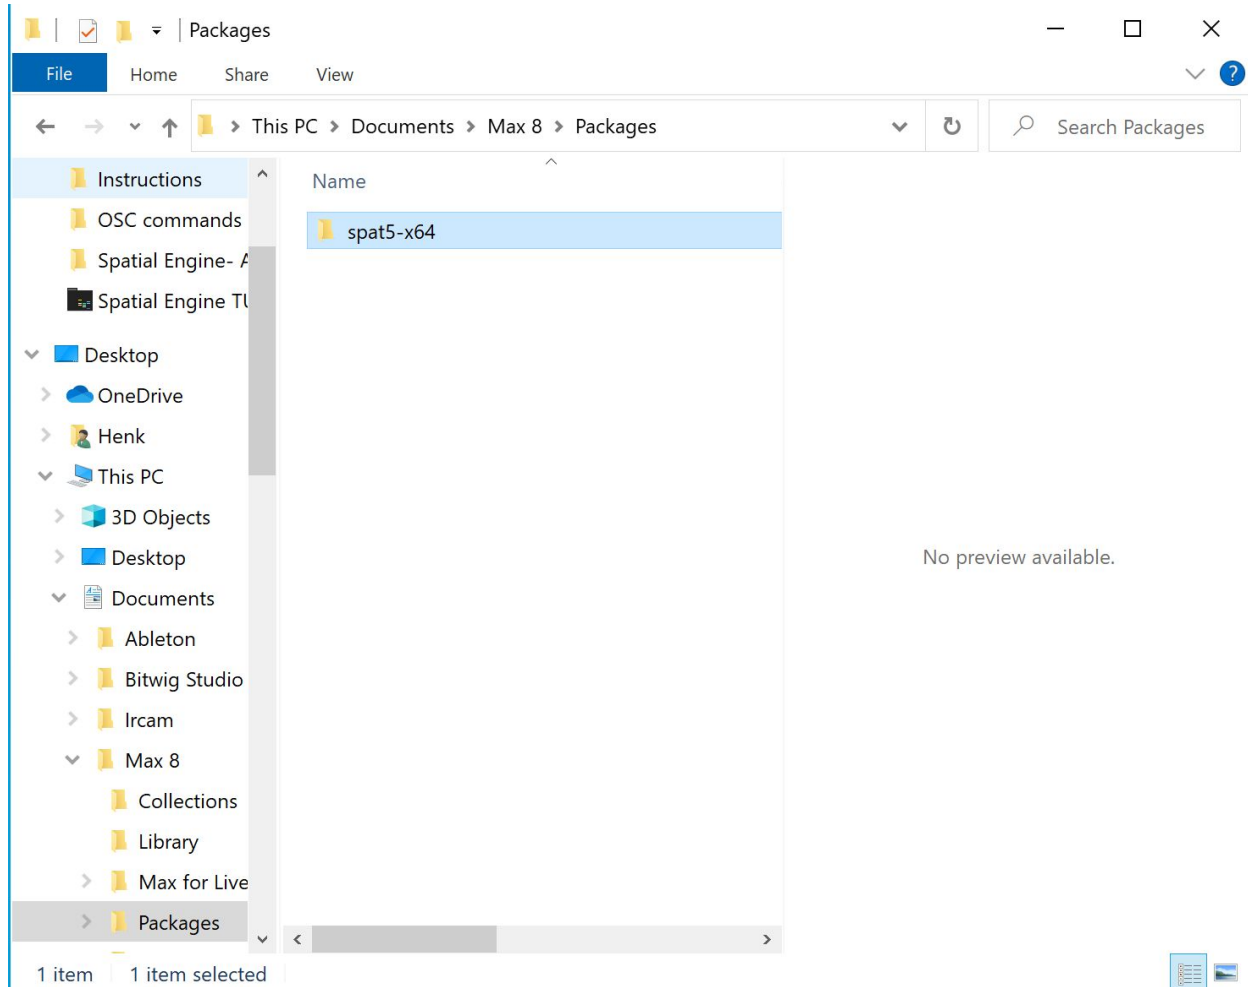 Packages
File Home Share View
?
This PC Documents Max 8 Packages
Search Packages
Instructions
OSC commands
Spatial Engine- A
Spatial Engine TU
Desktop
OneDrive
Henk
This PC
3D Objects
Desktop
Documents
Ableton
Bitwig Studio
Ircam
Max 8
Collections
Library
Max for Live
Packages
Name
spat5-x64
No preview available.
1 item 1 item selected